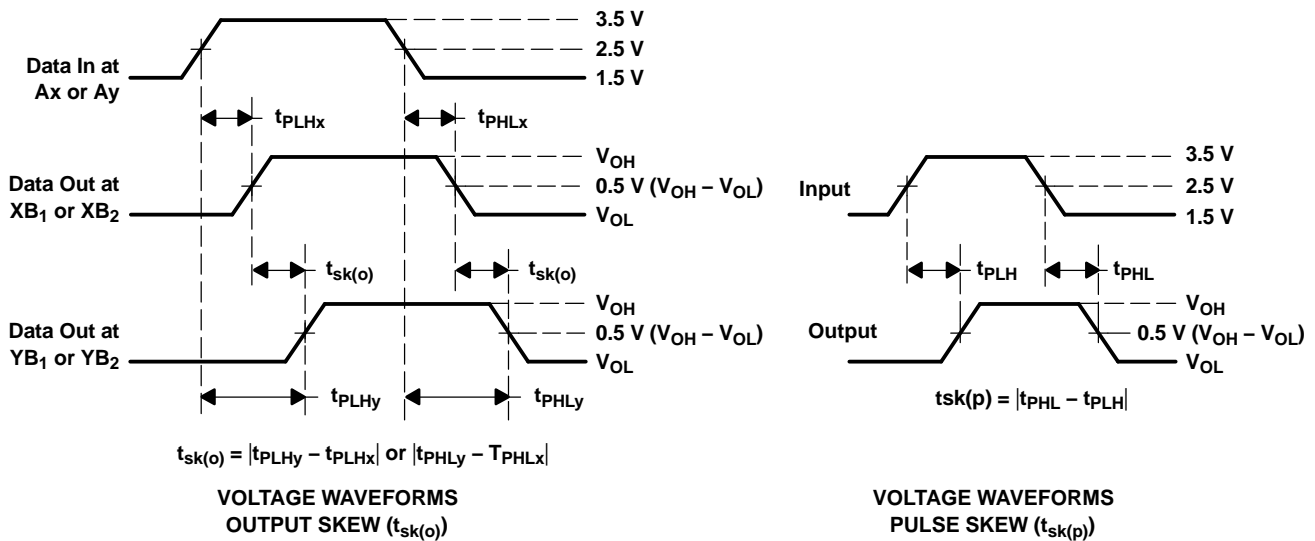 3.5 V
2.5 V
1.5 V
Data In at
Ax or Ay
tPLHx
tPHLx
VOH
0.5 V (VOH – VOL)
VOL
Data Out at
XB1 or XB2
tsk(o)
tsk(o)
VOH
0.5 V (VOH – VOL)
VOL
Data Out at
YB1 or YB2
tPLHy
tPHLy
tsk(o) = |tPLHy – tPLHx| or |tPHLy – TPHLx|
VOLTAGE WAVEFORMS
OUTPUT SKEW (tsk(o))
3.5 V
2.5 V
1.5 V
Input
tPLH
tPHL
VOH
0.5 V (VOH – VOL)
VOL
Output
tsk(p) = |tPHL – tPLH|
VOLTAGE WAVEFORMS
PULSE SKEW (tsk(p))